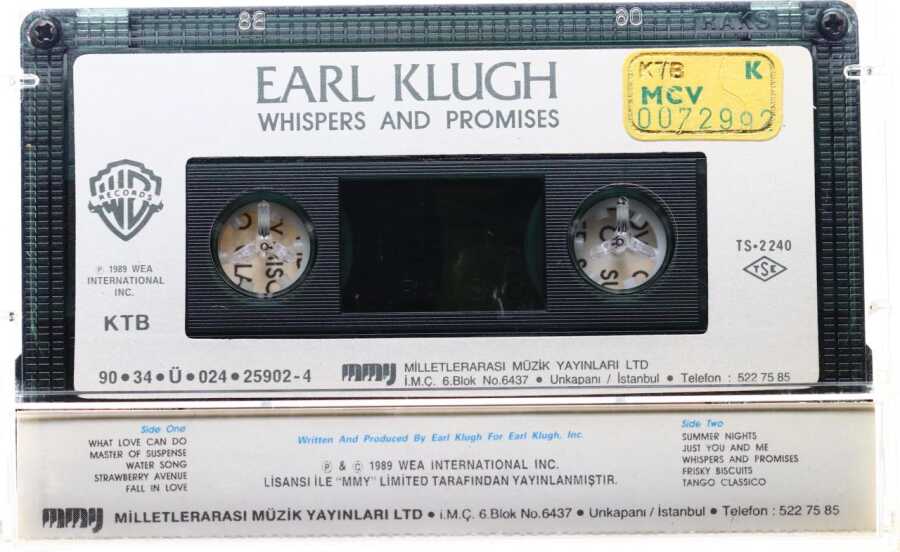 88
60
RAKS
EARL KLUGH
WHISPERS AND PROMISES
KTB K
MCV
0072992
WB
RECORDS
℗ 1989 WEA
INTERNATIONAL
INC.
KTB
TS•2240
TSE
90•34•Ü•024•25902-4
mmy MİLLETLERARASI MÜZİK YAYINLARI LTD
İ.M.Ç. 6.Blok No.6437 • Unkapanı / İstanbul • Telefon : 522 75 85
Side One
WHAT LOVE CAN DO
MASTER OF SUSPENSE
WATER SONG
STRAWBERRY AVENUE
FALL IN LOVE
Written And Produced By Earl Klugh For Earl Klugh, Inc.
℗ & © 1989 WEA INTERNATIONAL INC.
LİSANSI İLE "MMY" LİMİTED TARAFINDAN YAYINLANMIŞTIR.
Side Two
SUMMER NIGHTS
JUST YOU AND ME
WHISPERS AND PROMISES
FRISKY BISCUITS
TANGO CLASSICO
mmy MİLLETLERARASI MÜZİK YAYINLARI LTD • İ.M.Ç. 6.Blok No.6437 • Unkapanı / İstanbul • Telefon : 522 75 85